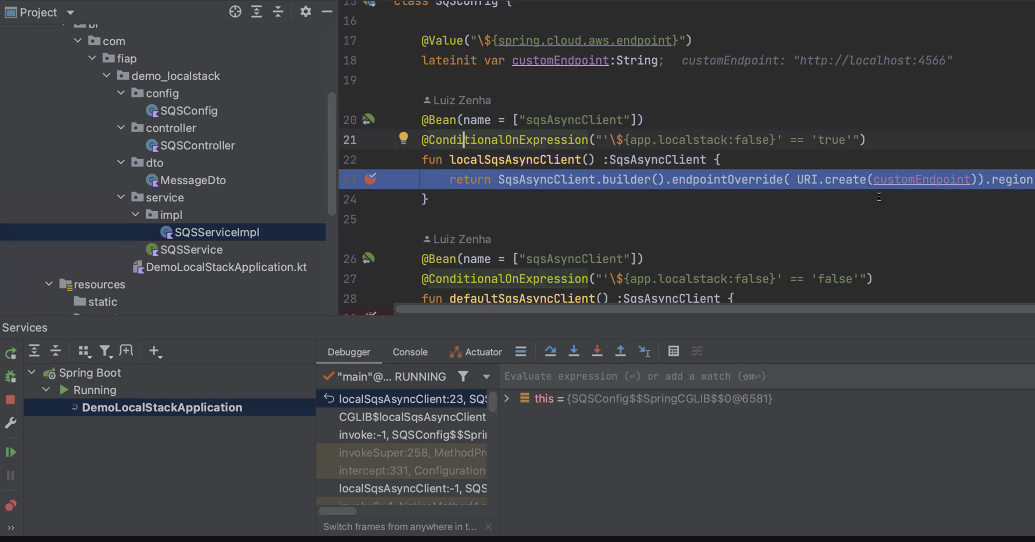 Project
com
fiap
demo_localstack
config
SQSConfig
controller
SQSController
dto
MessageDto
service
impl
SQSServiceImpl
SQSService
DemoLocalStackApplication.kt
resources
static
class SQSConfig {
16
17 @Value("\${spring.cloud.aws.endpoint}")
18 lateinit var customEndpoint:String; customEndpoint: "http://localhost:4566"
19
Luiz Zenha
20 @Bean(name = ["sqsAsyncClient"])
21 @ConditionalOnExpression("'\${app.localstack:false}' == 'true'")
22 fun localSqsAsyncClient() :SqsAsyncClient {
23 return SqsAsyncClient.builder().endpointOverride( URI.create(customEndpoint)).region
24 }
25
Luiz Zenha
26 @Bean(name = ["sqsAsyncClient"])
27 @ConditionalOnExpression("'\${app.localstack:false}' == 'false'")
28 fun defaultSqsAsyncClient() :SqsAsyncClient {
Services
Spring Boot
Running
DemoLocalStackApplication
Debugger Console Actuator
"main"@... RUNNING
localSqsAsyncClient:23, SQS
CGLIB$localSqsAsyncClient
invoke:-1, SQSConfig$$Sprin
invokeSuper:258, MethodPro
intercept:331, Configuration
localSqsAsyncClient:-1, SQS
Switch frames from anywhere in t...
Evaluate expression (⏎) or add a watch (⇧⌘⏎)
this = {SQSConfig$$SpringCGLIB$$0@6581}